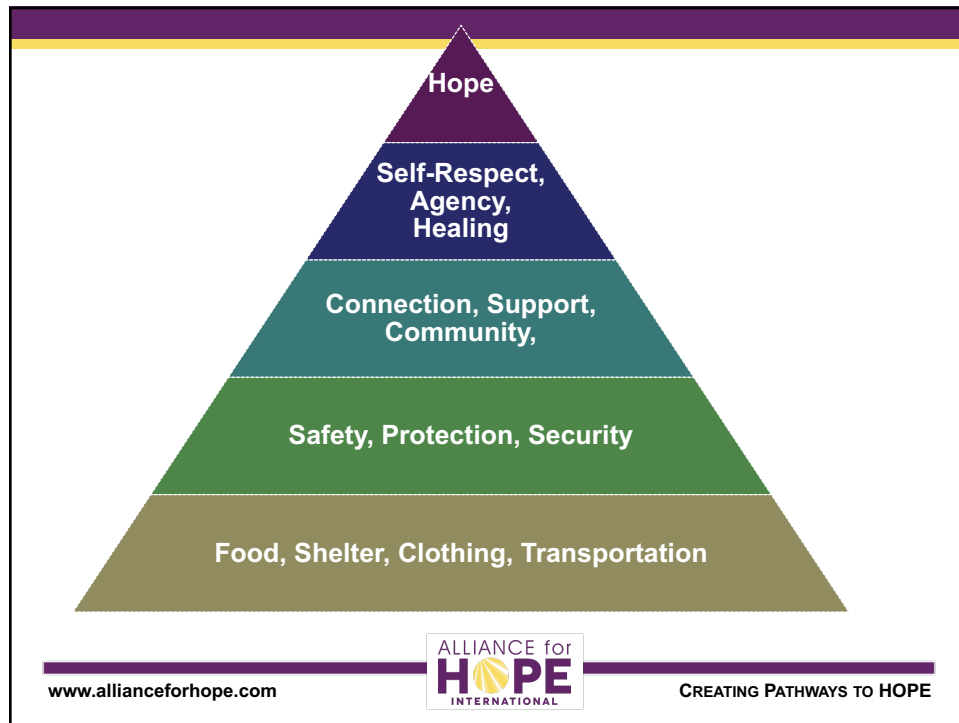 Hope
Self-Respect,
Agency,
Healing
Connection, Support,
Community,
Safety, Protection, Security
Food, Shelter, Clothing, Transportation
www.allianceforhope.com
ALLIANCE for
HOPE
INTERNATIONAL
CREATING PATHWAYS TO HOPE